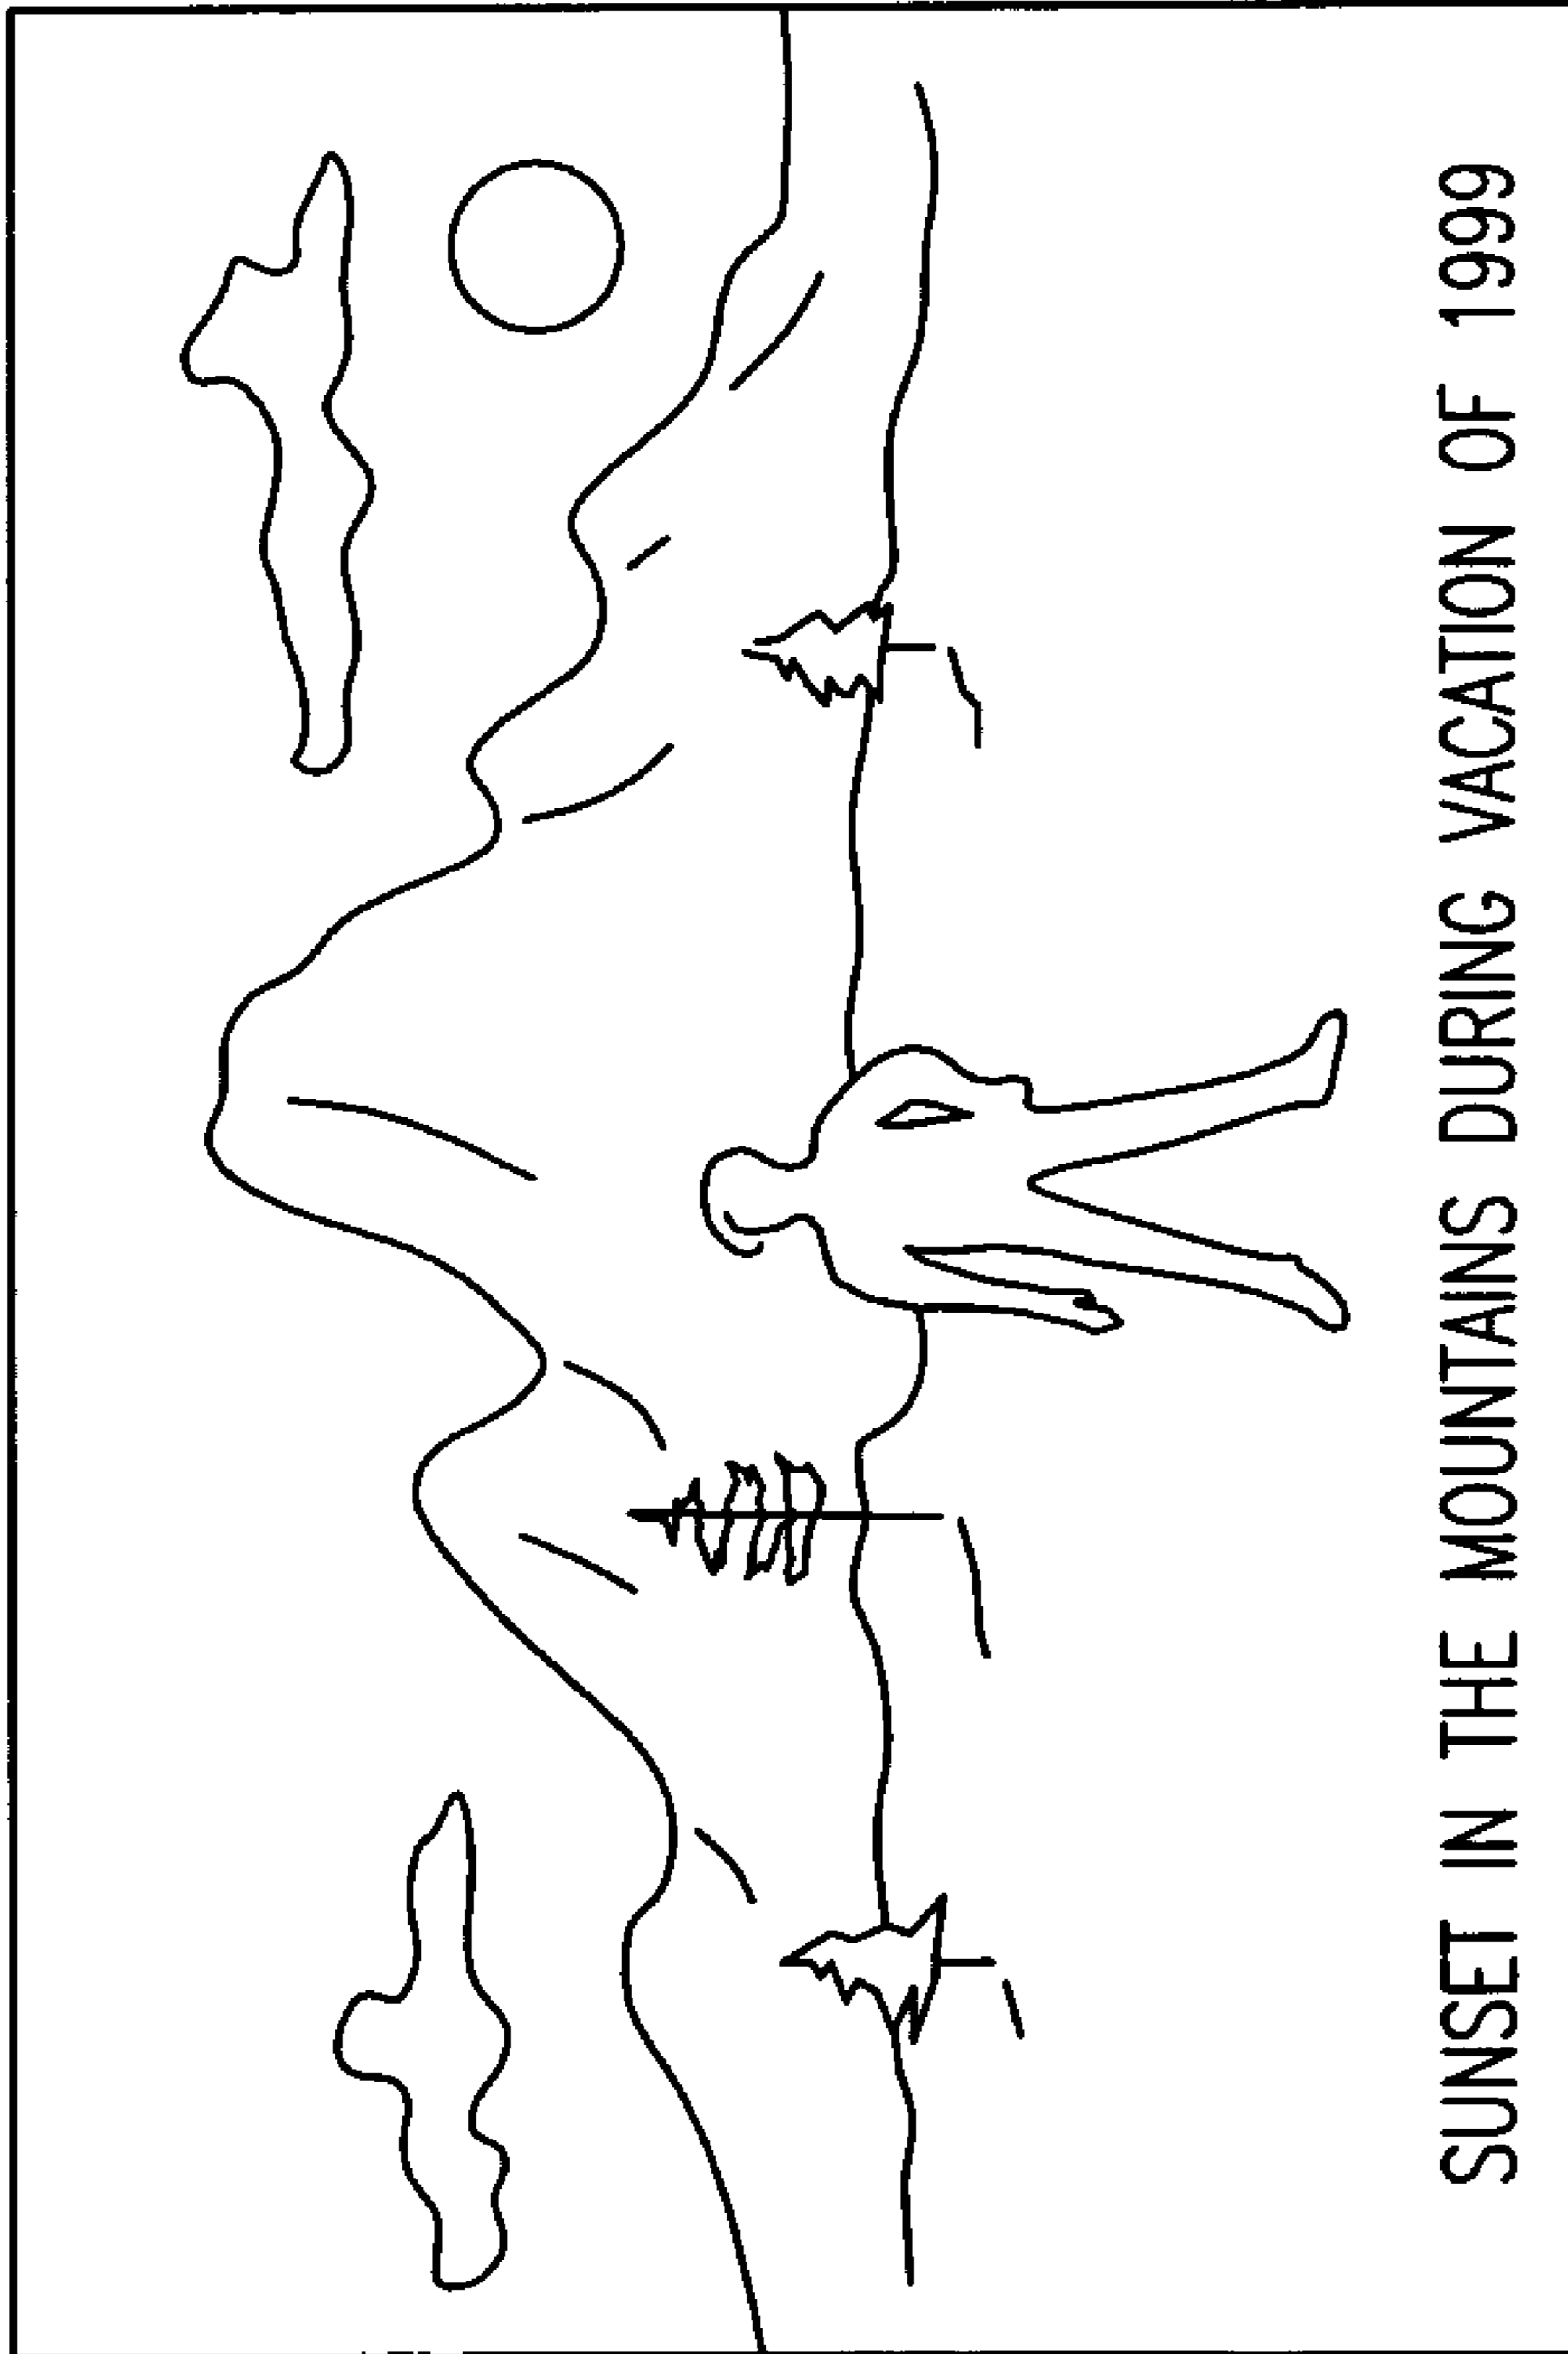 SUNSET IN THE MOUNTAINS DURING VACATION OF 1999